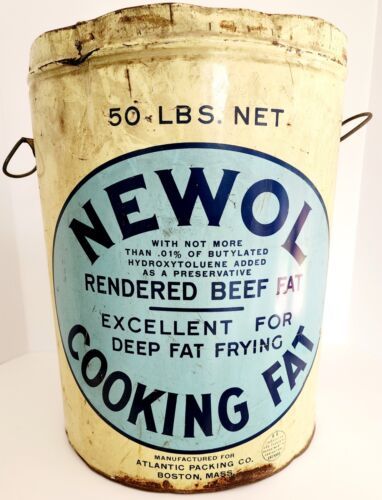 50 LBS. NET
NEWOL
WITH NOT MORE
THAN .01% OF BUTYLATED
HYDROXYTOLUENE ADDED
AS A PRESERVATIVE
RENDERED BEEF FAT
EXCELLENT FOR
DEEP FAT FRYING
COOKING FAT
MANUFACTURED FOR
ATLANTIC PACKING CO.
BOSTON, MASS.